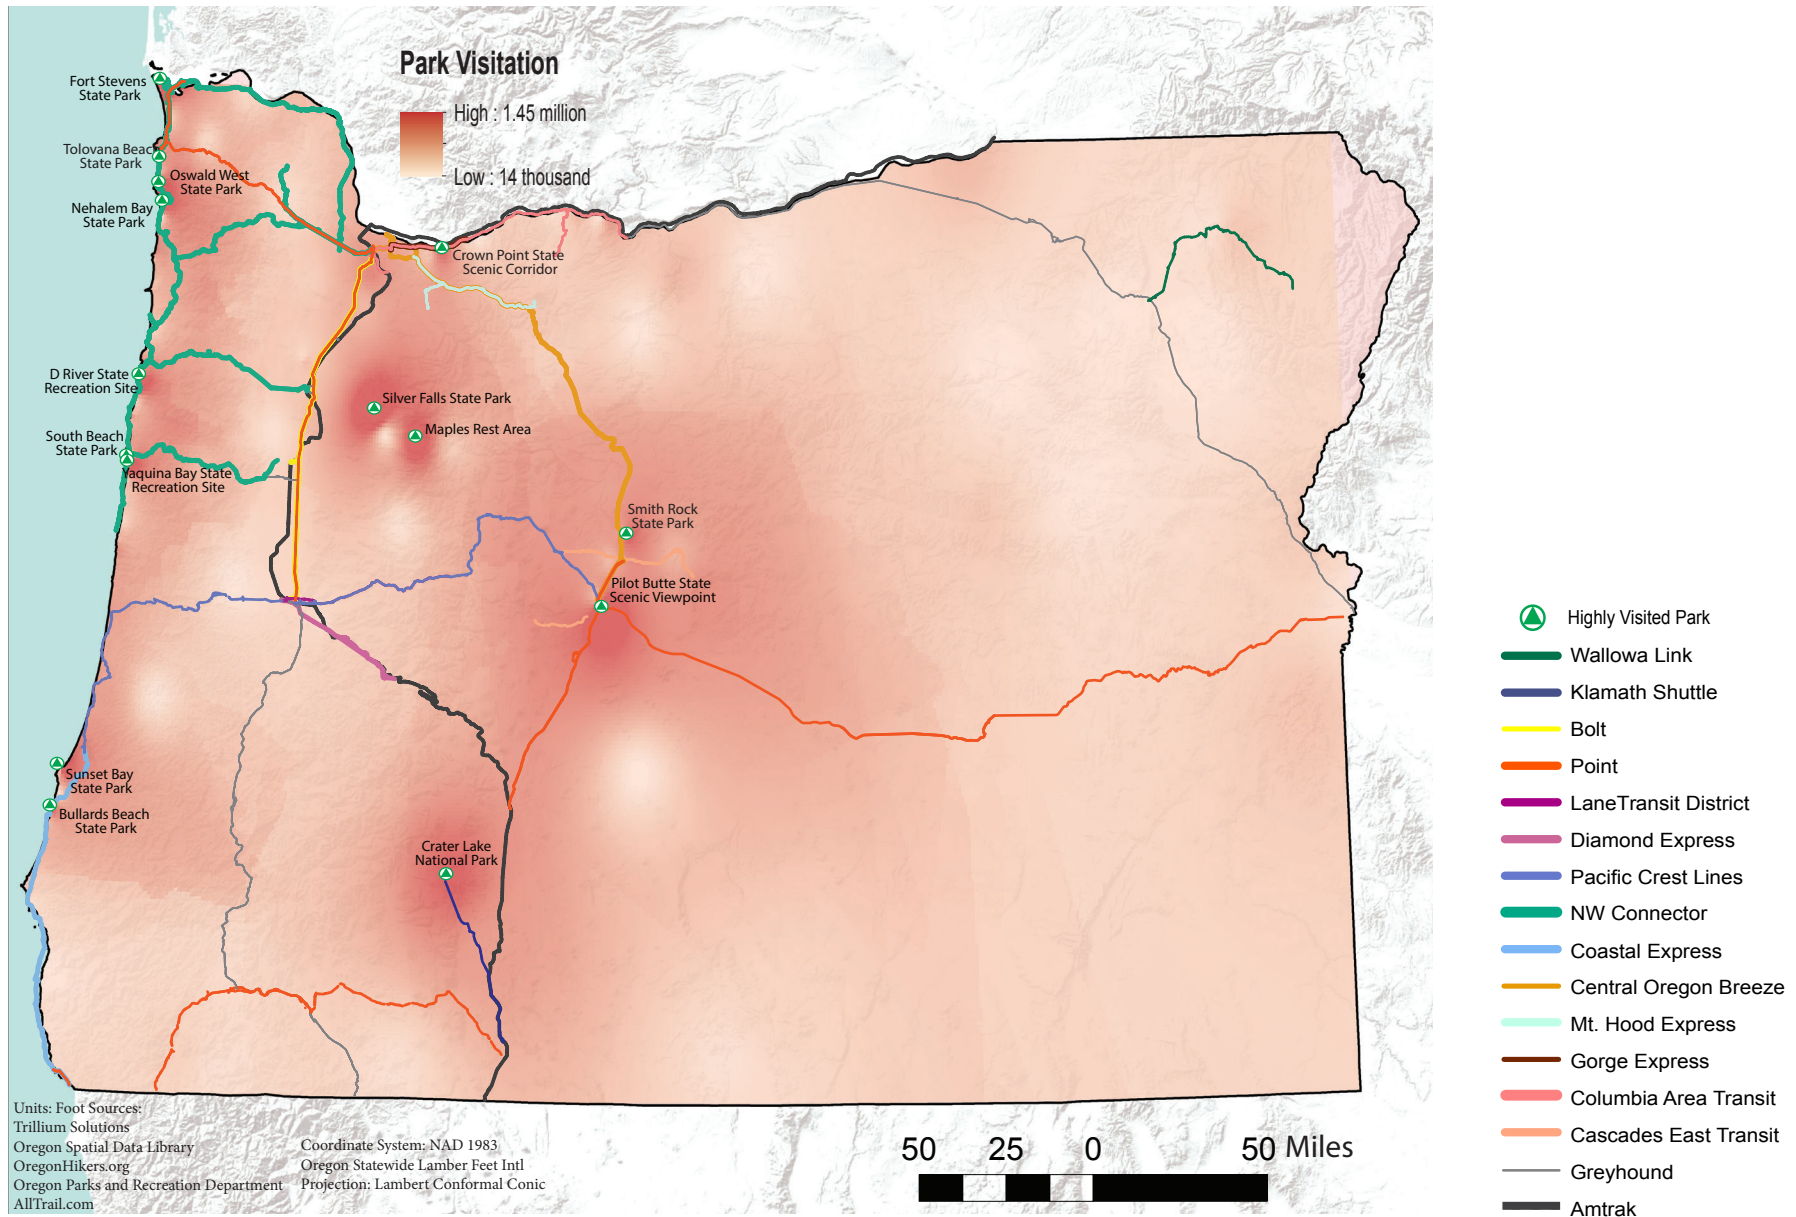 Park Visitation
High : 1.45 million
Low : 14 thousand
Fort Stevens
State Park
Tolovana Beac
State Park
Oswald West
State Park
Nehalem Bay
State Park
Crown Point State
Scenic Corridor
D River State
Recreation Site
Silver Falls State Park
Maples Rest Area
South Beach
State Park
Yaquina Bay State
Recreation Site
Smith Rock
State Park
Pilot Butte State
Scenic Viewpoint
Sunset Bay
State Park
Bullards Beach
State Park
Crater Lake
National Park
Highly Visited Park
Wallowa Link
Klamath Shuttle
Bolt
Point
LaneTransit District
Diamond Express
Pacific Crest Lines
NW Connector
Coastal Express
Central Oregon Breeze
Mt. Hood Express
Gorge Express
Columbia Area Transit
Cascades East Transit
Greyhound
Amtrak
Units: Foot Sources:
Trillium Solutions
Oregon Spatial Data Library
OregonHikers.org
Oregon Parks and Recreation Department
AllTrail.com
Coordinate System: NAD 1983
Oregon Statewide Lamber Feet Intl
Projection: Lambert Conformal Conic
50 25 0 50 Miles